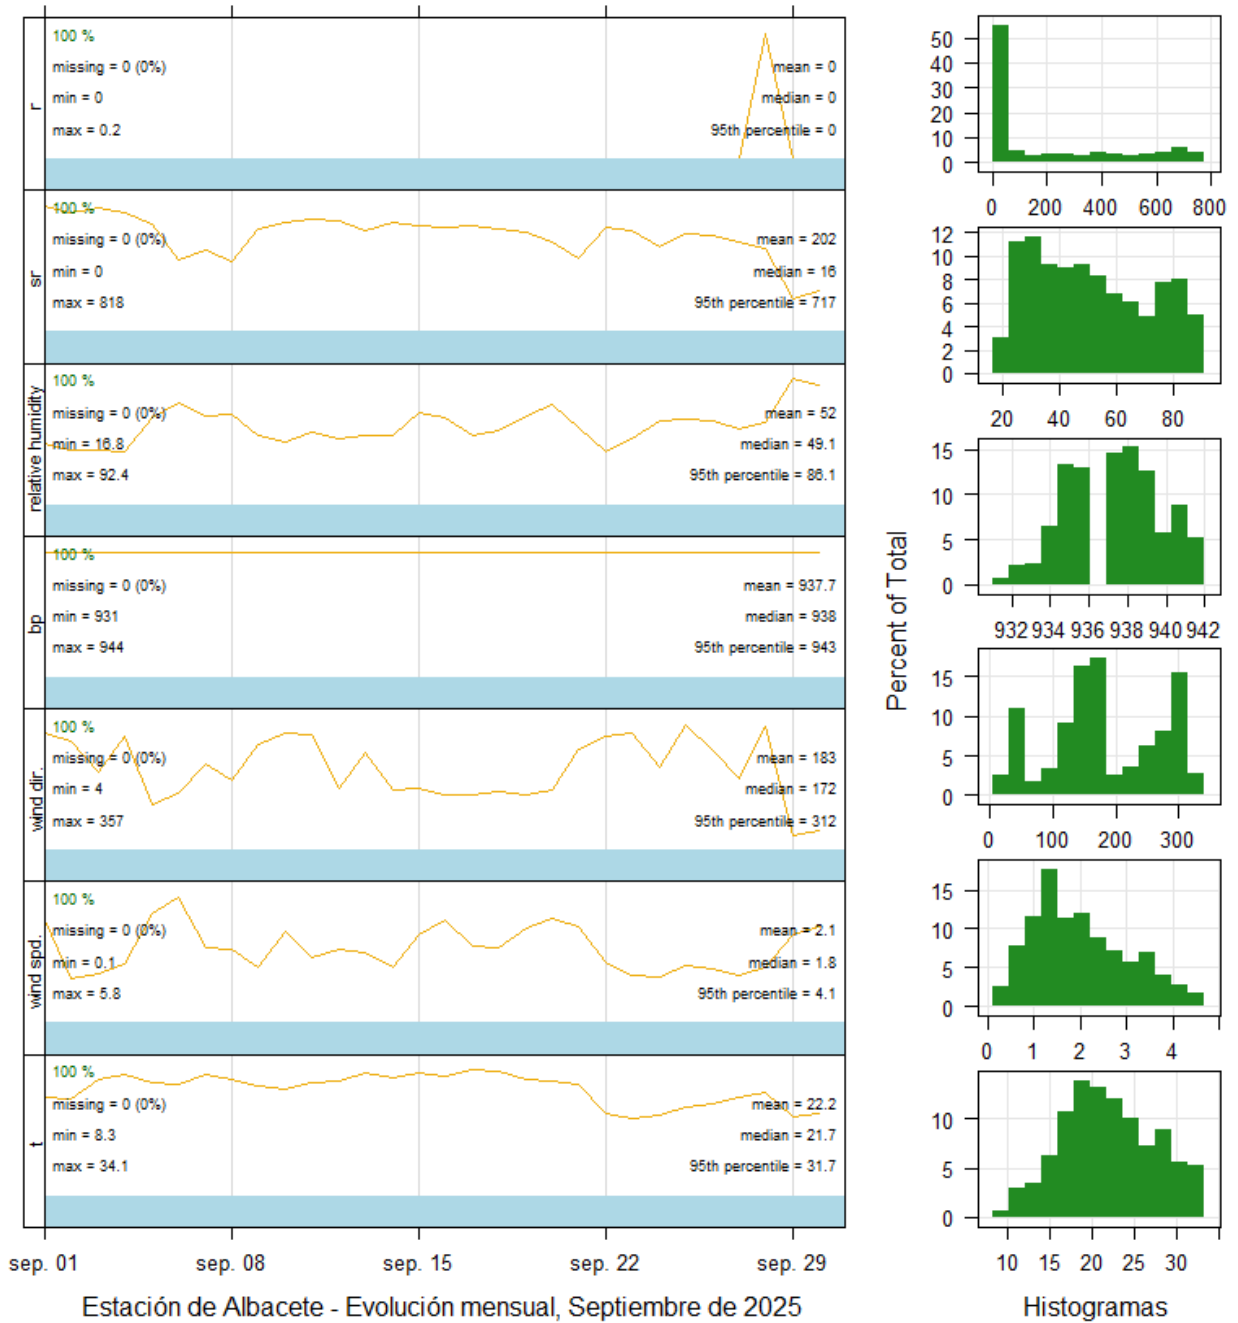 r
100 %
missing = 0 (0%)
min = 0
max = 0.2
mean = 0
median = 0
95th percentile = 0
sr
100 %
missing = 0 (0%)
min = 0
max = 818
mean = 202
median = 16
95th percentile = 717
relative humidity
100 %
missing = 0 (0%)
min = 16.8
max = 92.4
mean = 52
median = 49.1
95th percentile = 86.1
bp
100 %
missing = 0 (0%)
min = 931
max = 944
mean = 937.7
median = 938
95th percentile = 943
wind dir.
100 %
missing = 0 (0%)
min = 4
max = 357
mean = 183
median = 172
95th percentile = 312
wind spd.
100 %
missing = 0 (0%)
min = 0.1
max = 5.8
mean = 2.1
median = 1.8
95th percentile = 4.1
t
100 %
missing = 0 (0%)
min = 8.3
max = 34.1
mean = 22.2
median = 21.7
95th percentile = 31.7
sep. 01 sep. 08 sep. 15 sep. 22 sep. 29
Estación de Albacete - Evolución mensual, Septiembre de 2025
Percent of Total
50
40
30
20
10
0
0 200 400 600 800
12
10
8
6
4
2
0
20 40 60 80
15
10
5
0
932 934 936 938 940 942
15
10
5
0
0 100 200 300
15
10
5
0
0 1 2 3 4
10
5
0
10 15 20 25 30
Histogramas